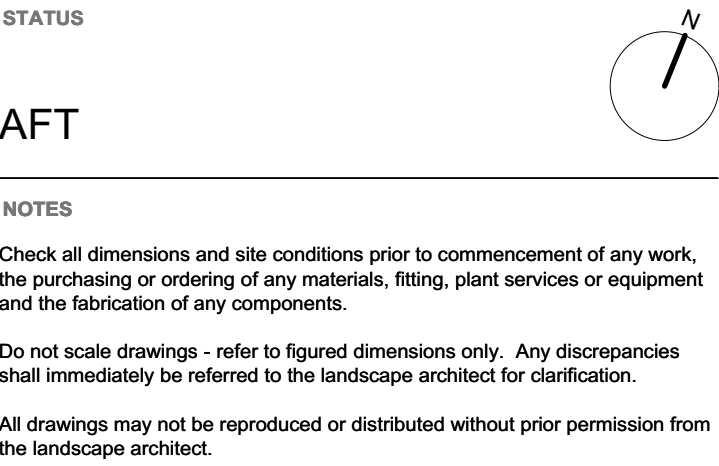 STATUS
N
AFT
NOTES
Check all dimensions and site conditions prior to commencement of any work,
the purchasing or ordering of any materials, fitting, plant services or equipment
and the fabrication of any components.
Do not scale drawings - refer to figured dimensions only.  Any discrepancies
shall immediately be referred to the landscape architect for clarification.
All drawings may not be reproduced or distributed without prior permission from
the landscape architect.